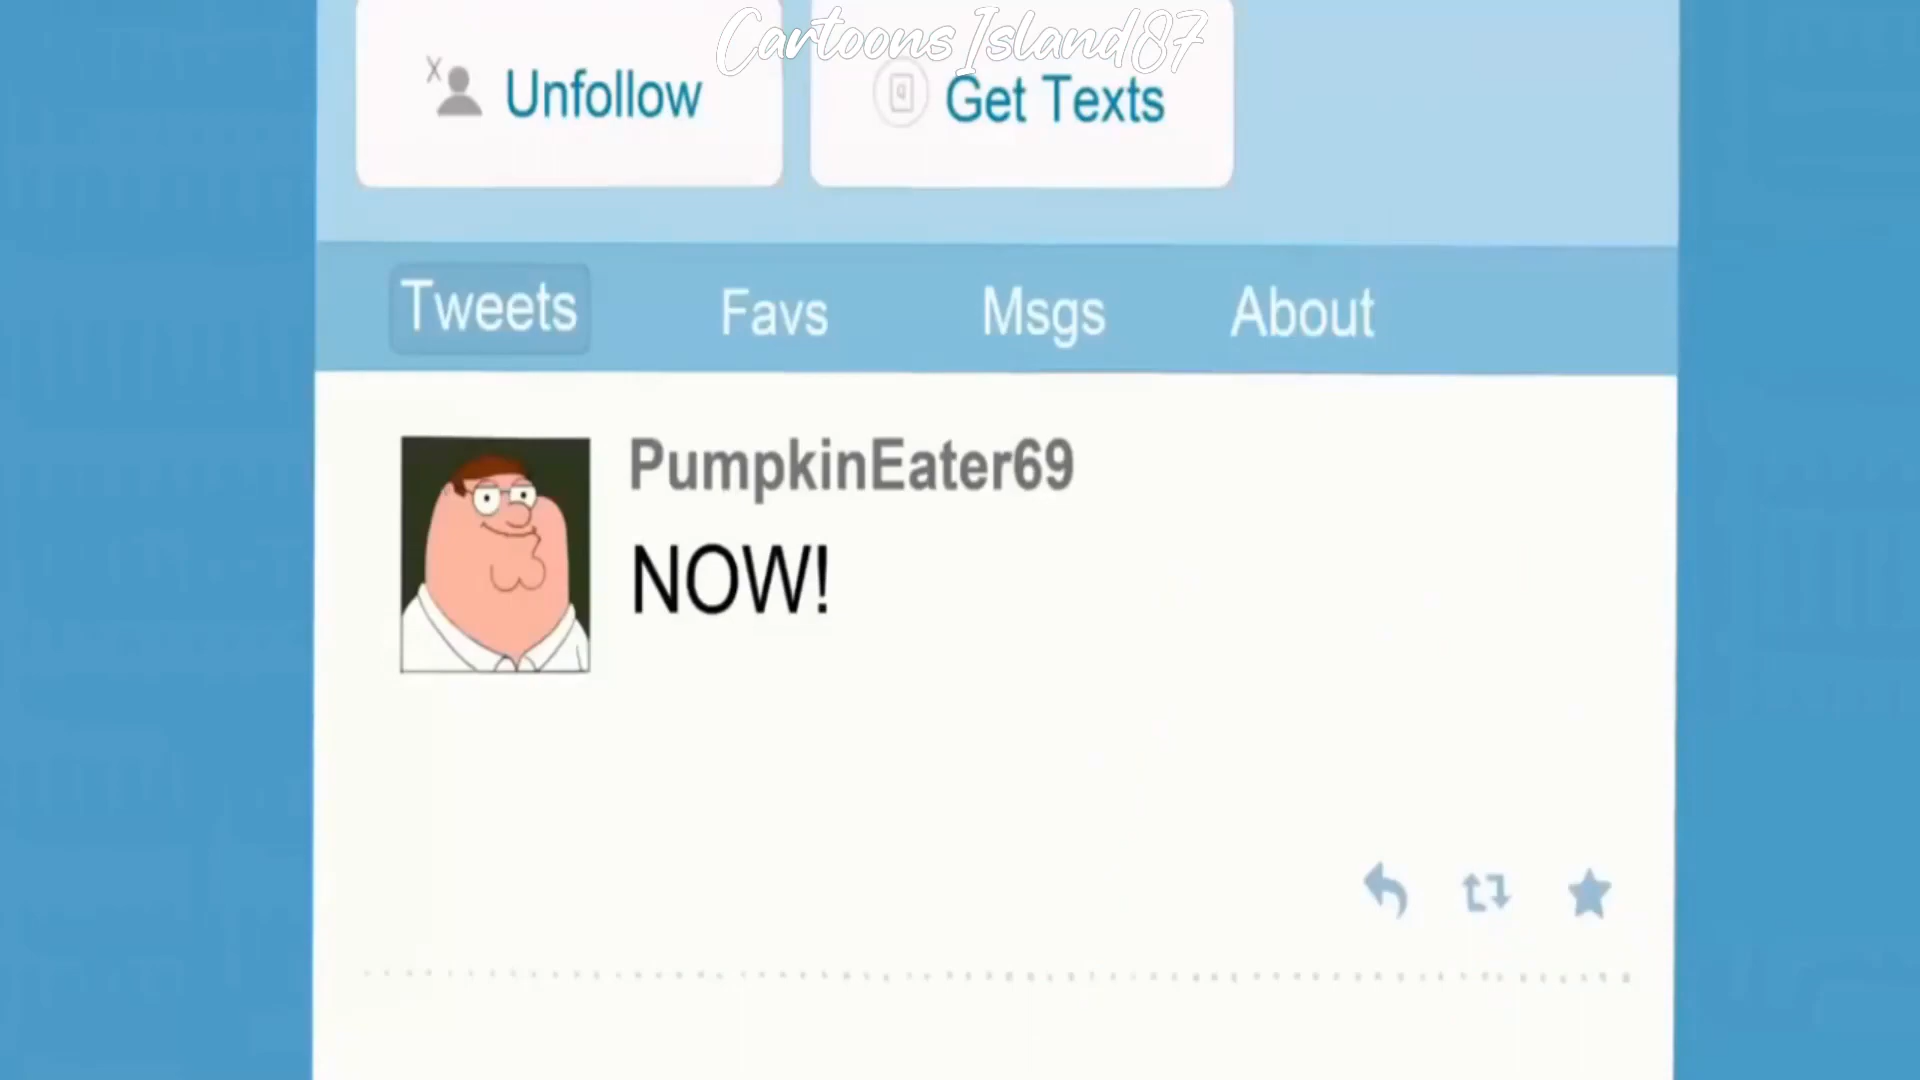 Cartoons Island87
Unfollow
Get Texts
Tweets Favs Msgs About
PumpkinEater69
NOW!